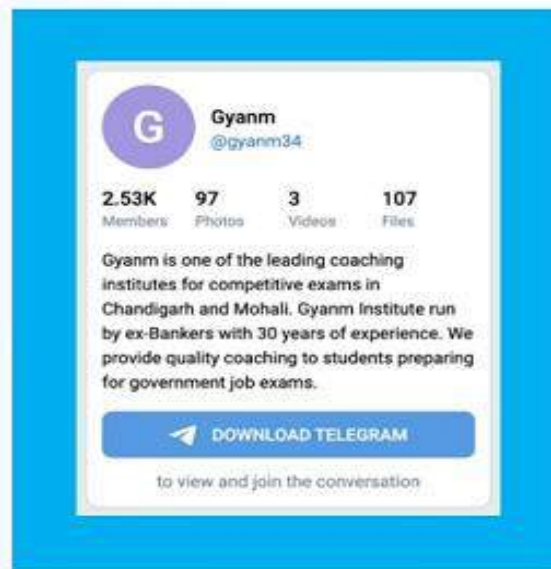 G
Gyanm
@gyanm34
2.53K 97 3 107
Members Photos Videos Files
Gyanm is one of the leading coaching
institutes for competitive exams in
Chandigarh and Mohali. Gyanm Institute run
by ex-Bankers with 30 years of experience. We
provide quality coaching to students preparing
for government job exams.
DOWNLOAD TELEGRAM
to view and join the conversation